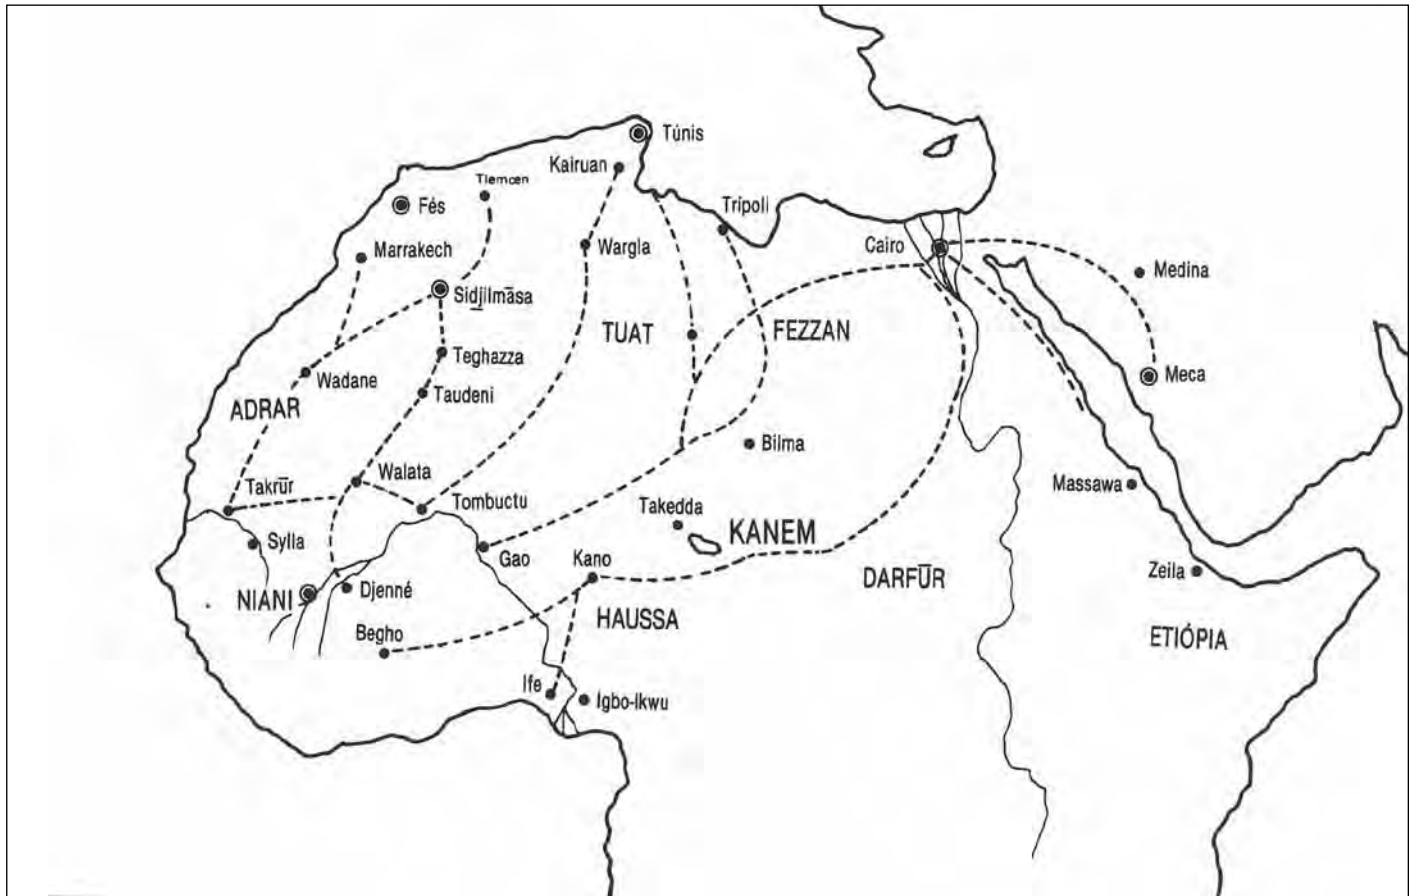 Túnis
Kairuan
Tlemcen
Fés
Trípoli
Marrakech
Wargla
Cairo
Medina
Sidjilmāsa
TUAT
FEZZAN
Teghazza
Wadane
Taudeni
Meca
ADRAR
Bilma
Walata
Takrūr
Tombuctu
Takedda
Massawa
KANEM
Sylla
Gao
Kano
DARFŪR
Zeila
NIANI
Djenné
HAUSSA
Begho
ETIÓPIA
Ife
Igbo-Ikwu